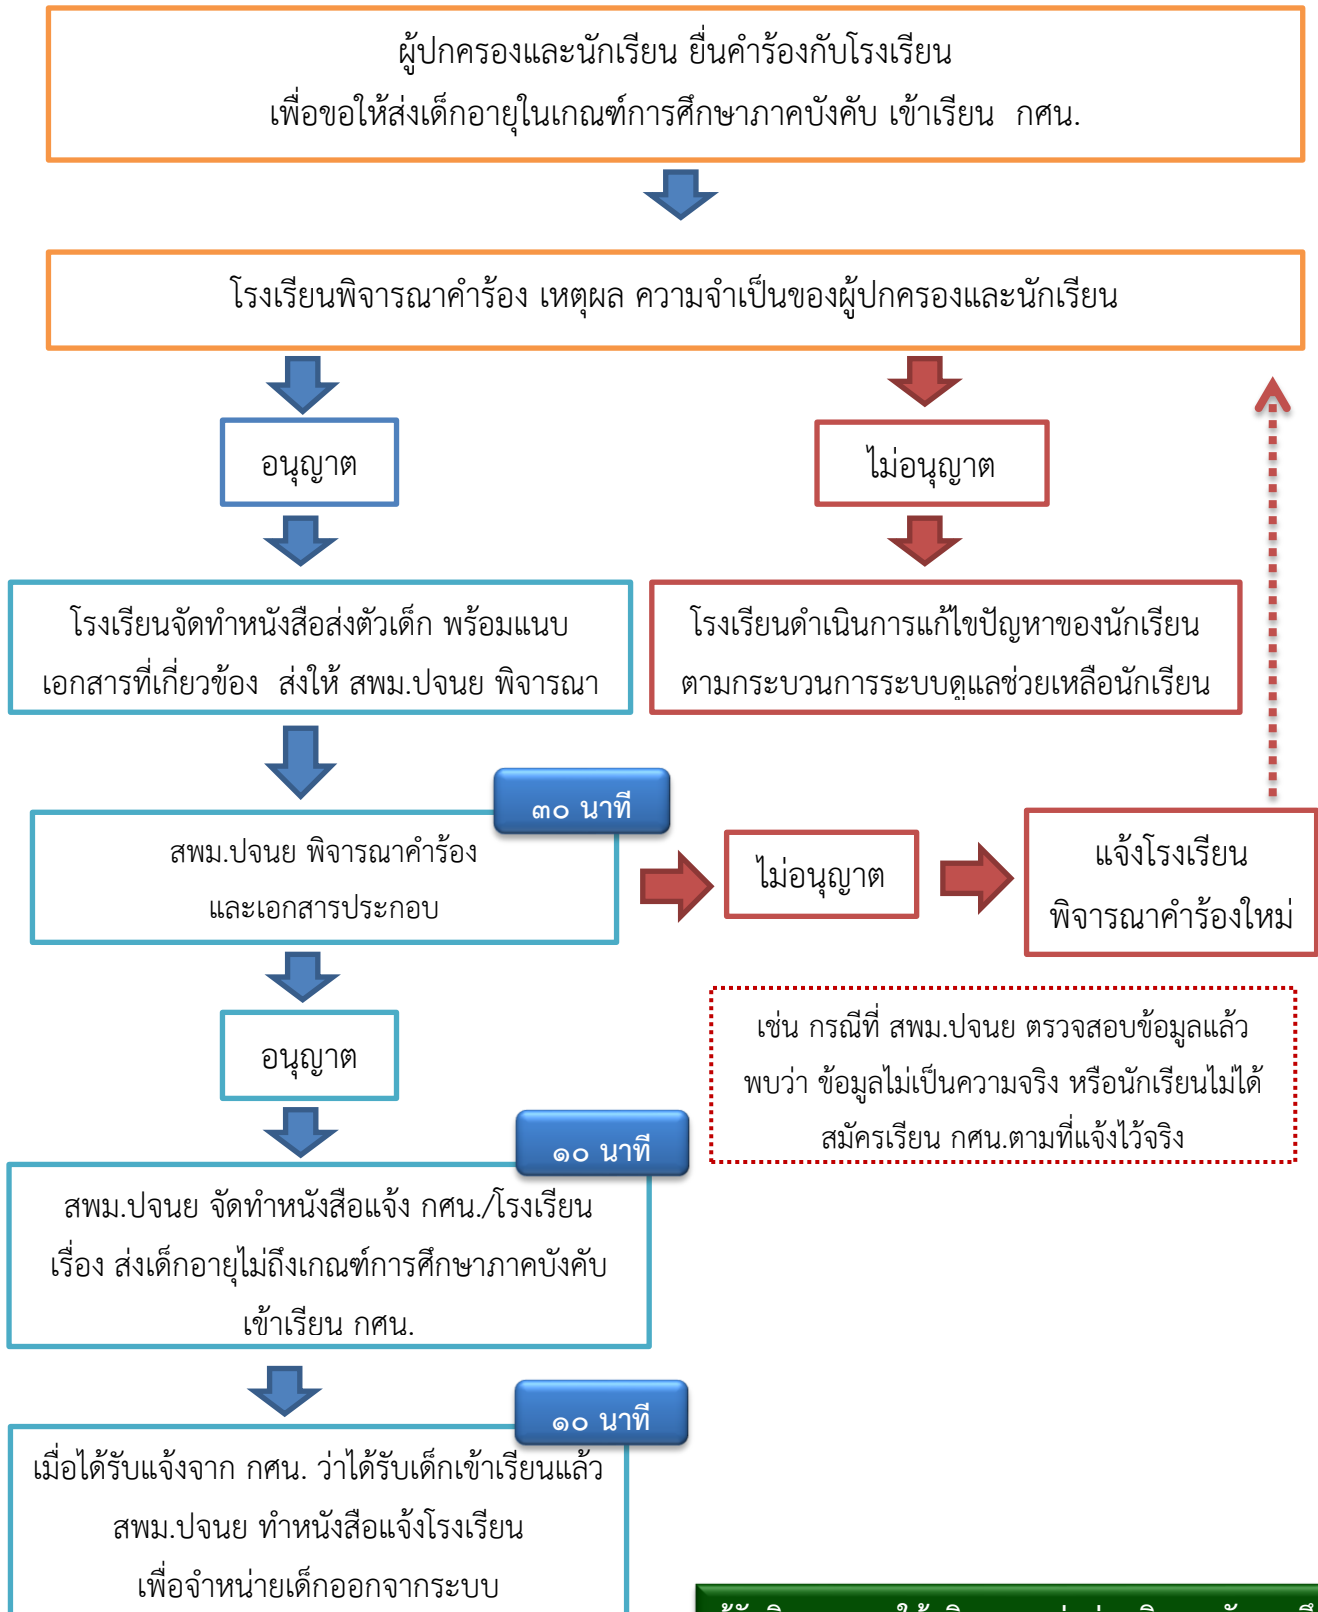 ผู้ปกครองและนักเรียน ยื่นคำร้องกับโรงเรียน
เพื่อขอให้ส่งเด็กอายุในเกณฑ์การศึกษาภาคบังคับ เข้าเรียน กศน.
โรงเรียนพิจารณาคำร้อง เหตุผล ความจำเป็นของผู้ปกครองและนักเรียน
อนุญาต
ไม่อนุญาต
โรงเรียนจัดทำหนังสือส่งตัวเด็ก พร้อมแนบ
เอกสารที่เกี่ยวข้อง ส่งให้ สพม.ปจนย พิจารณา
โรงเรียนดำเนินการแก้ไขปัญหาของนักเรียน
ตามกระบวนการระบบดูแลช่วยเหลือนักเรียน
๓๐ นาที
สพม.ปจนย พิจารณาคำร้อง
และเอกสารประกอบ
ไม่อนุญาต
แจ้งโรงเรียน
พิจารณาคำร้องใหม่
อนุญาต
เช่น กรณีที่ สพม.ปจนย ตรวจสอบข้อมูลแล้ว
พบว่า ข้อมูลไม่เป็นความจริง หรือนักเรียนไม่ได้
สมัครเรียน กศน.ตามที่แจ้งไว้จริง
๑๐ นาที
สพม.ปจนย จัดทำหนังสือแจ้ง กศน./โรงเรียน
เรื่อง ส่งเด็กอายุไม่ถึงเกณฑ์การศึกษาภาคบังคับ
เข้าเรียน กศน.
๑๐ นาที
เมื่อได้รับแจ้งจาก กศน. ว่าได้รับเด็กเข้าเรียนแล้ว
สพม.ปจนย ทำหนังสือแจ้งโรงเรียน
เพื่อจำหน่ายเด็กออกจากระบบ